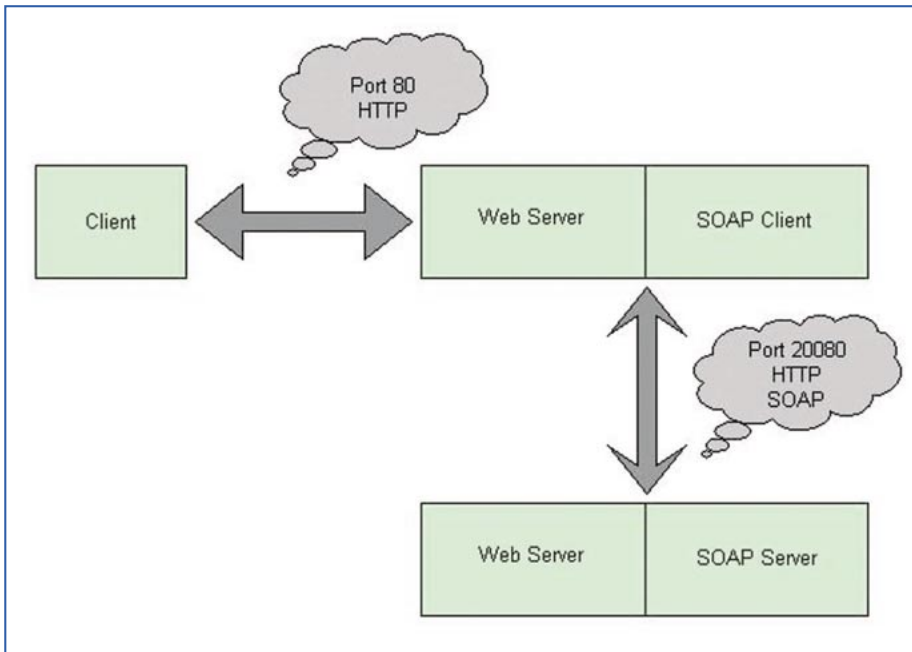 Port 80
HTTP
Client
Web Server
SOAP Client
Port 20080
HTTP
SOAP
Web Server
SOAP Server